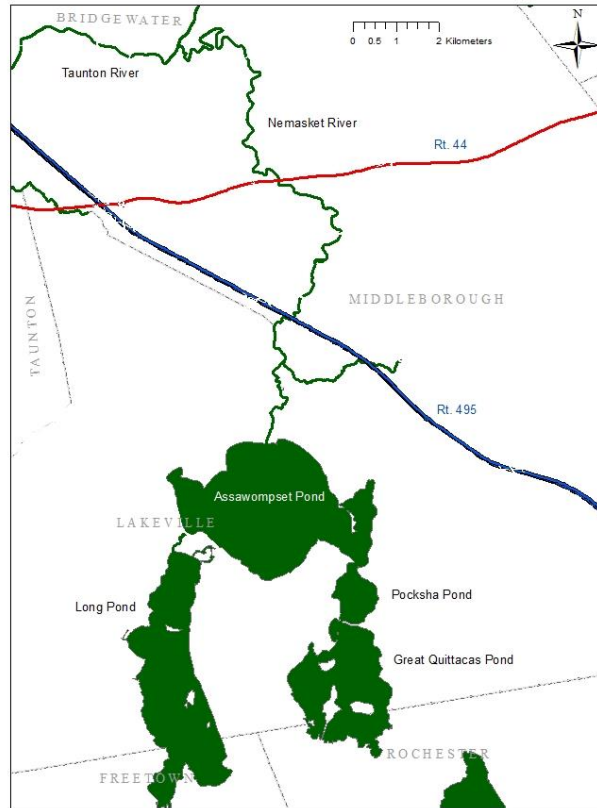 BRIDGEWATER
N
0 0.5 1 2 Kilometers
Taunton River
Nemasket River
Rt. 44
MIDDLEBOROUGH
TAUNTON
Rt. 495
Assawompset Pond
LAKEVILLE
Long Pond
Pocksha Pond
Great Quittacas Pond
ROCHESTER
FREETOWN